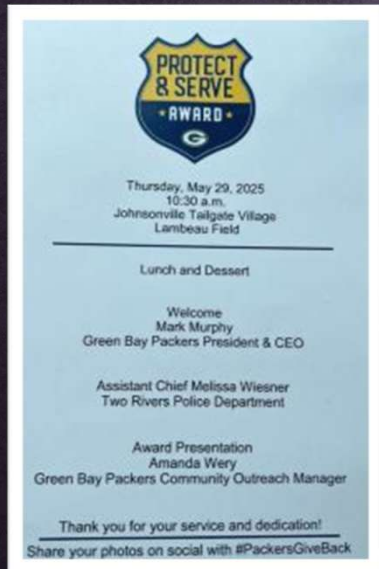 PROTECT
& SERVE
AWARD
G
Thursday, May 29, 2025
10:30 a.m.
Johnsonville Tailgate Village
Lambeau Field
Lunch and Dessert
Welcome
Mark Murphy
Green Bay Packers President & CEO
Assistant Chief Melissa Wiesner
Two Rivers Police Department
Award Presentation
Amanda Wery
Green Bay Packers Community Outreach Manager
Thank you for your service and dedication!
Share your photos on social with #PackersGiveBack